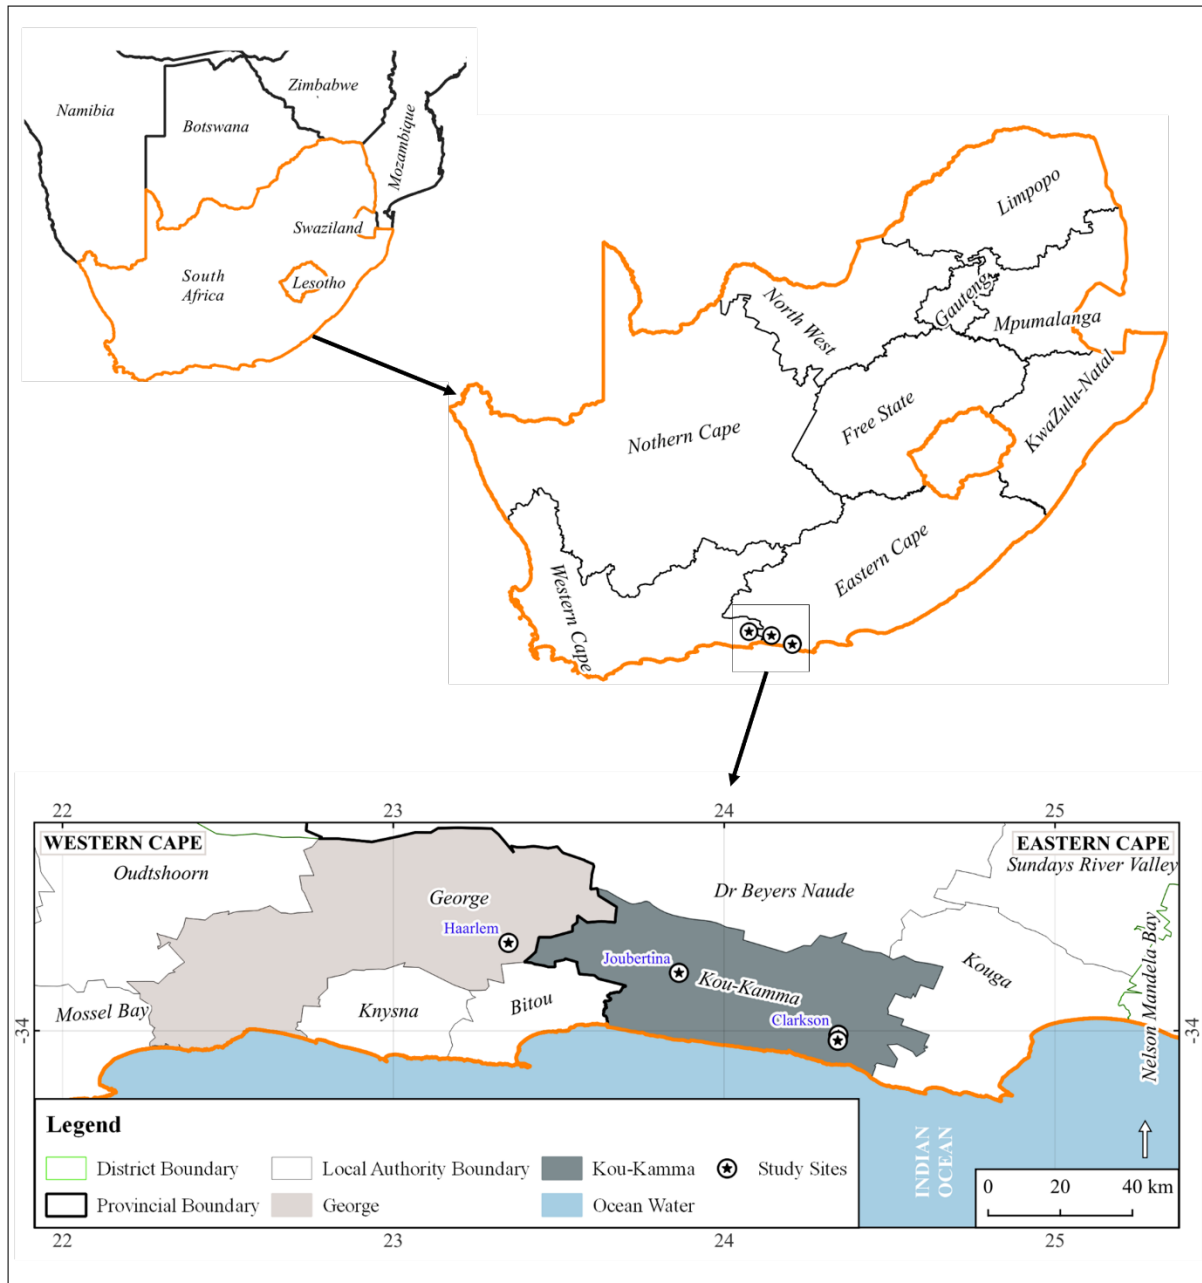 Namibia
Botswana
Zimbabwe
Mozambique
Swaziland
South
Africa
Lesotho
Limpopo
Gauteng
North West
Mpumalanga
KwaZulu-Natal
Free State
Nothern Cape
Eastern Cape
Western Cape
22
23
24
25
WESTERN CAPE
EASTERN CAPE
Oudtshoorn
Sundays River Valley
Dr Beyers Naude
George
Haarlem
Joubertina
Kou-Kamma
Kouga
Nelson Mandela-Bay
Mossel Bay
Knysna
Bitou
Clarkson
-34
-34
Legend
District Boundary
Local Authority Boundary
Kou-Kamma
Study Sites
Provincial Boundary
George
Ocean Water
INDIAN
OCEAN
0 20 40 km
22
23
24
25